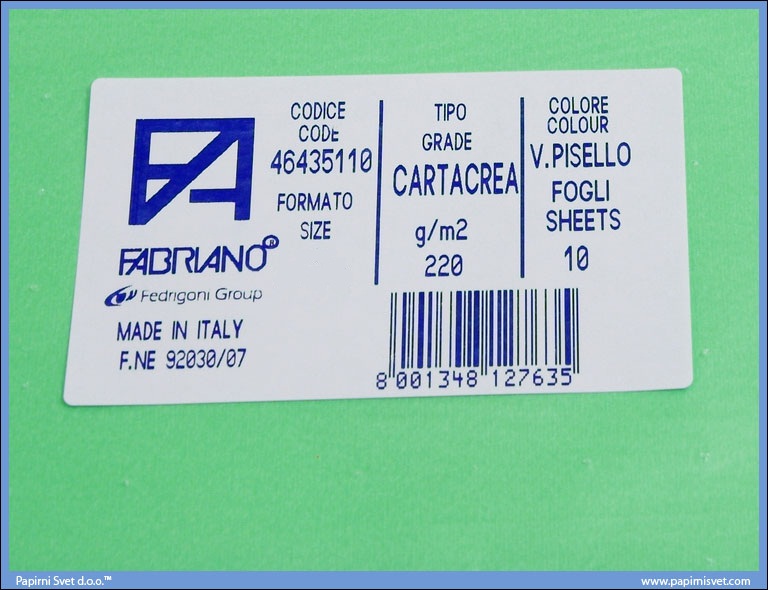 FABRIANO®
Fedrigoni Group
MADE IN ITALY
F.NE 92030/07
CODICE
CODE
46435110
FORMATO
SIZE
TIPO
GRADE
CARTACREA
g/m2
220
COLORE
COLOUR
V.PISELLO
FOGLI
SHEETS
10
8 001348 127635
Papirni Svet d.o.o.™
www.papirnisvet.com